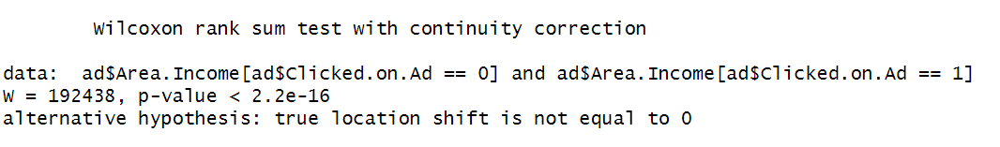 Wilcoxon rank sum test with continuity correction
data:  ad$Area.Income[ad$Clicked.on.Ad == 0] and ad$Area.Income[ad$Clicked.on.Ad == 1]
W = 192438, p-value < 2.2e-16
alternative hypothesis: true location shift is not equal to 0